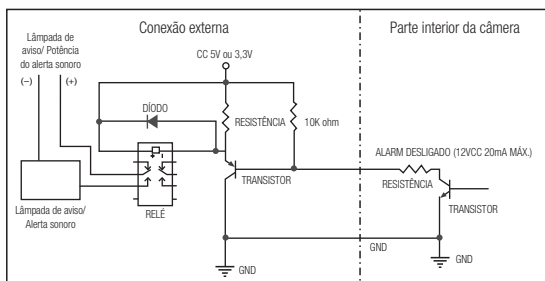 Conexão externa
Parte interior da câmera
Lâmpada de
aviso/ Potência
do alerta sonoro
(−)
(+)
CC 5V ou 3,3V
DÍODO
RESISTÊNCIA
10K ohm
ALARM DESLIGADO (12VCC 20mA MÁX.)
RESISTÊNCIA
TRANSISTOR
TRANSISTOR
Lâmpada de aviso/
Alerta sonoro
RELÉ
GND
GND
GND